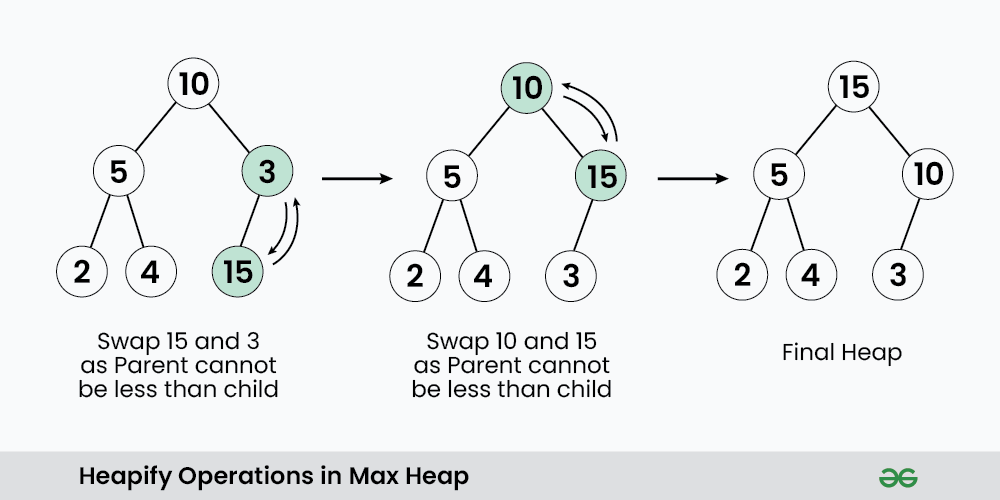 10
5
3
2
4
15
Swap 15 and 3
as Parent cannot
be less than child
10
5
15
2
4
3
Swap 10 and 15
as Parent cannot
be less than child
15
5
10
2
4
3
Final Heap
Heapify Operations in Max Heap